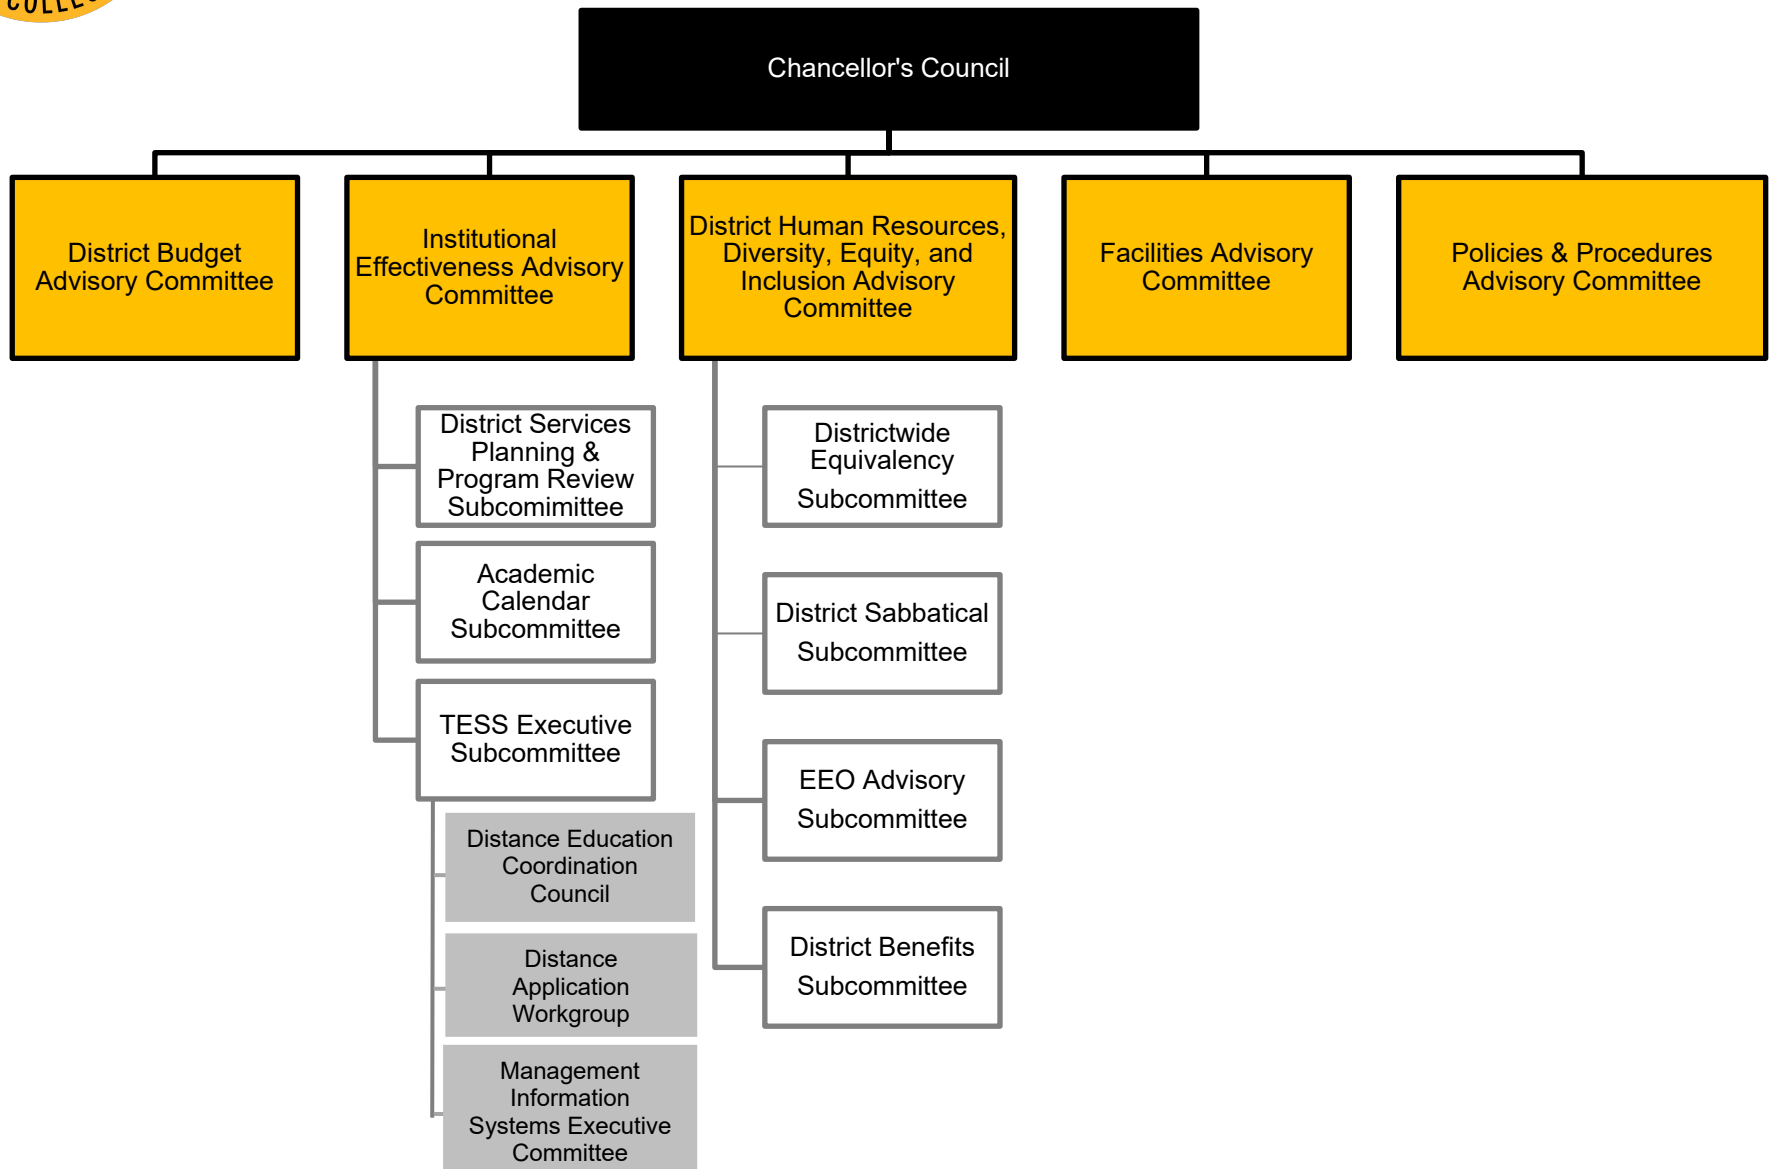 Chancellor's Council
District Budget
Advisory Committee
Institutional
Effectiveness Advisory
Committee
District Human Resources,
Diversity, Equity, and
Inclusion Advisory
Committee
Facilities Advisory
Committee
Policies & Procedures
Advisory Committee
District Services
Planning &
Program Review
Subcomimittee
Academic
Calendar
Subcommittee
TESS Executive
Subcommittee
Distance Education
Coordination
Council
Distance
Application
Workgroup
Management
Information
Systems Executive
Committee
Districtwide
Equivalency
Subcommittee
District Sabbatical
Subcommittee
EEO Advisory
Subcommittee
District Benefits
Subcommittee